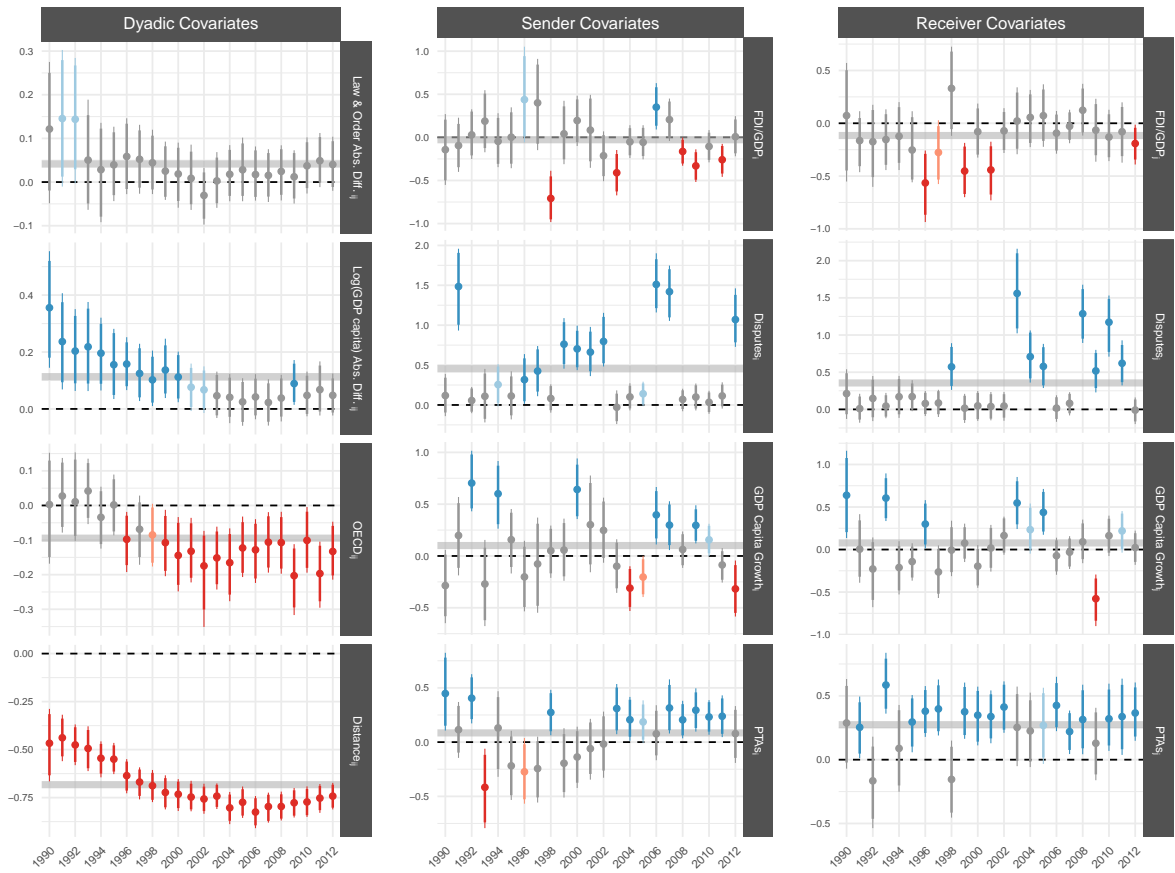 Dyadic Covariates
Sender Covariates
Receiver Covariates
0.3
0.2
0.1
0.0
−0.1
Law & Order Abs. Diff. ij
1.0
0.5
0.0
−0.5
−1.0
FDI/GDPi
0.5
0.0
−0.5
−1.0
FDI/GDPj
0.4
0.2
0.0
Log(GDP capita) Abs. Diff. ij
2.0
1.5
1.0
0.5
0.0
Disputesi
2.0
1.5
1.0
0.5
0.0
Disputesj
0.1
0.0
−0.1
−0.2
−0.3
OECDij
1.0
0.5
0.0
−0.5
GDP Capita Growthi
1.0
0.5
0.0
−0.5
−1.0
GDP Capita Growthj
0.00
−0.25
−0.50
−0.75
Distanceij
0.5
0.0
−0.5
PTAsi
0.5
0.0
−0.5
PTAsj
1990 1992 1994 1996 1998 2000 2002 2004 2006 2008 2010 2012
1990 1992 1994 1996 1998 2000 2002 2004 2006 2008 2010 2012
1990 1992 1994 1996 1998 2000 2002 2004 2006 2008 2010 2012